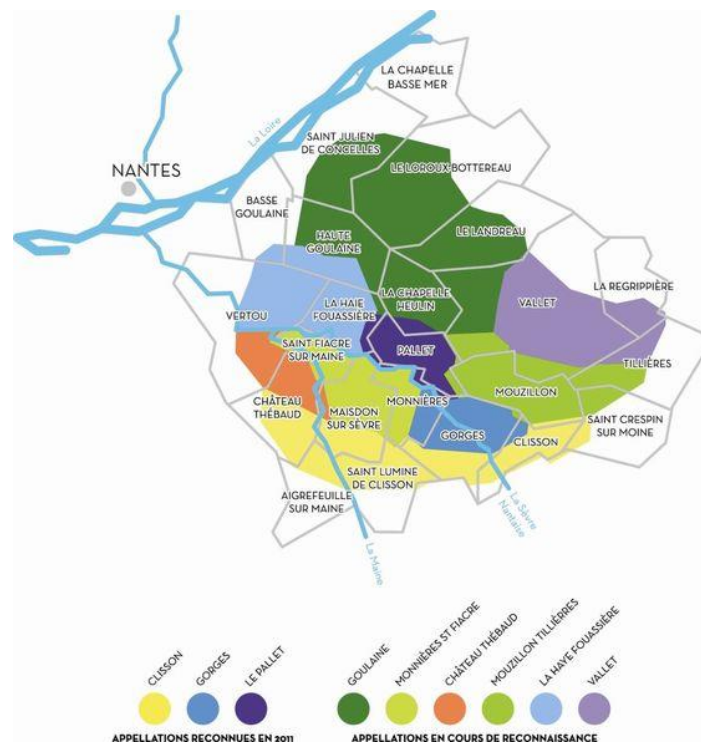 LA CHAPELLE
BASSE MER
La Loire
SAINT JULIEN
DE CONCELLES
NANTES
LE LOROUX-BOTTEREAU
BASSE
GOULAINE
HAUTE
GOULAINE
LE LANDREAU
LA REGRIPPIÈRE
LA CHAPELLE
HEULIN
VALLET
LA HAIE
FOUASSIÈRE
VERTOU
SAINT FIACRE
SUR MAINE
PALLET
TILLIÈRES
CHÂTEAU
THÉBAUD
MAISDON
SUR SÈVRE
MONNIÈRES
MOUZILLON
SAINT CRESPIN
SUR MOINE
GORGES
CLISSON
SAINT LUMINE
DE CLISSON
AIGREFEUILLE
SUR MAINE
La Sèvre
Nantaise
La Maine
CLISSON
GORGES
LE PALLET
GOULAINE
MONNIÈRES ST FIACRE
CHÂTEAU THÉBAUD
MOUZILLON TILLIÈRRES
LA HAYE FOUASSIÈRE
VALLET
APPELLATIONS RECONNUES EN 2011
APPELLATIONS EN COURS DE RECONNAISSANCE